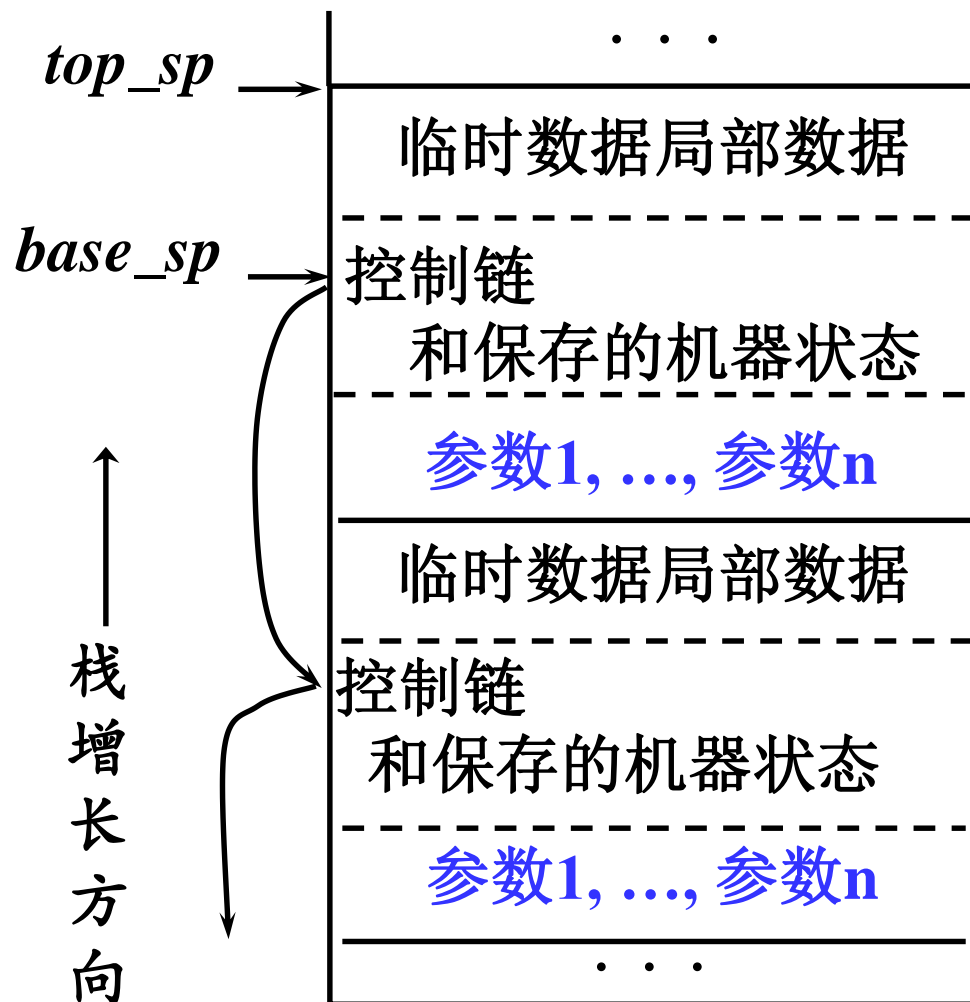 . . .
top_sp
临时数据局部数据
base_sp
控制链
和保存的机器状态
参数1, …, 参数n
临时数据局部数据
控制链
和保存的机器状态
参数1, …, 参数n
. . .
栈增长方向